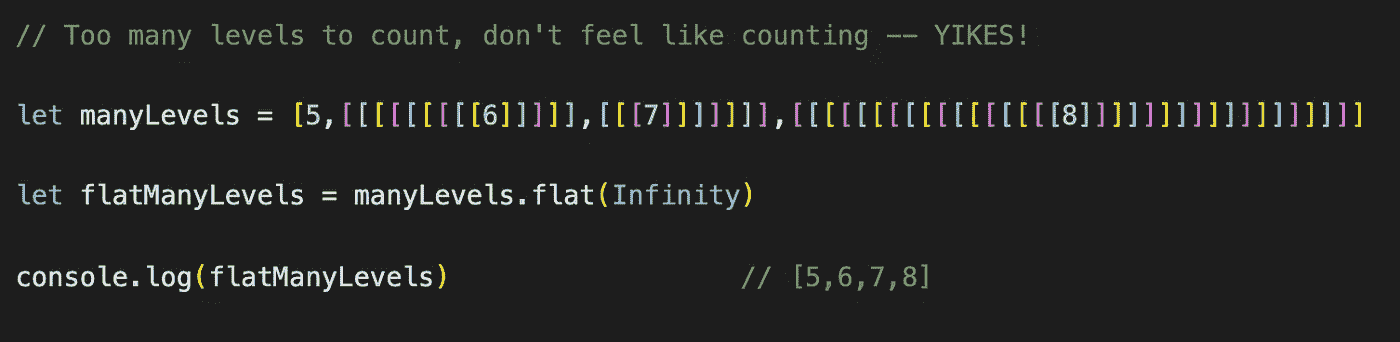 // Too many levels to count, don't feel like counting -- YIKES!
let manyLevels = [5,[[[[[[[[[6]]]]],[[[7]]]]]]],[[[[[[[[[[[[[[[[[8]]]]]]]]]]]]]]]]]]
let flatManyLevels = manyLevels.flat(Infinity)
console.log(flatManyLevels) // [5,6,7,8]